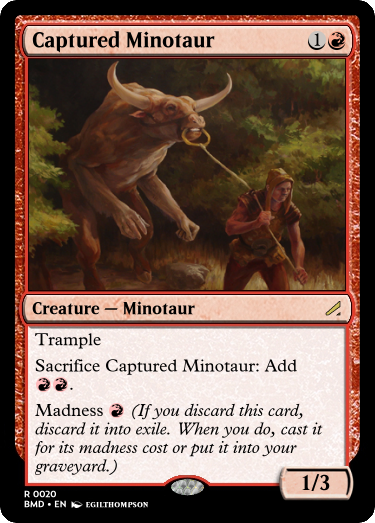 Captured Minotaur 1
Creature — Minotaur
Trample
Sacrifice Captured Minotaur: Add
.
Madness (If you discard this card,
discard it into exile. When you do, cast it
for its madness cost or put it into your
graveyard.)
1/3
R 0020
BMD • EN EGILTHOMPSON